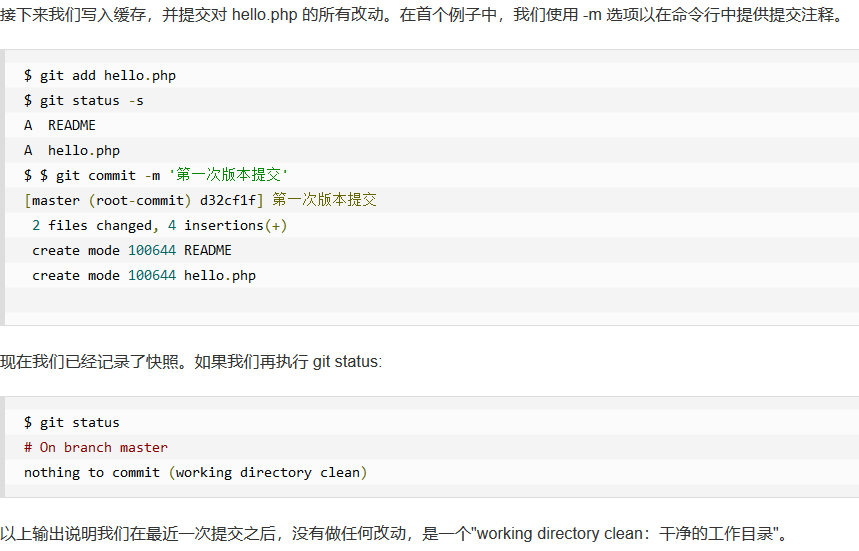 接下来我们写入缓存，并提交对 hello.php 的所有改动。在首个例子中，我们使用 -m 选项以在命令行中提供提交注释。
$ git add hello.php
$ git status -s
A  README
A  hello.php
$ $ git commit -m '第一次版本提交'
[master (root-commit) d32cf1f] 第一次版本提交
 2 files changed, 4 insertions(+)
 create mode 100644 README
 create mode 100644 hello.php
现在我们已经记录了快照。如果我们再执行 git status:
$ git status
# On branch master
nothing to commit (working directory clean)
以上输出说明我们在最近一次提交之后，没有做任何改动，是一个"working directory clean：干净的工作目录"。